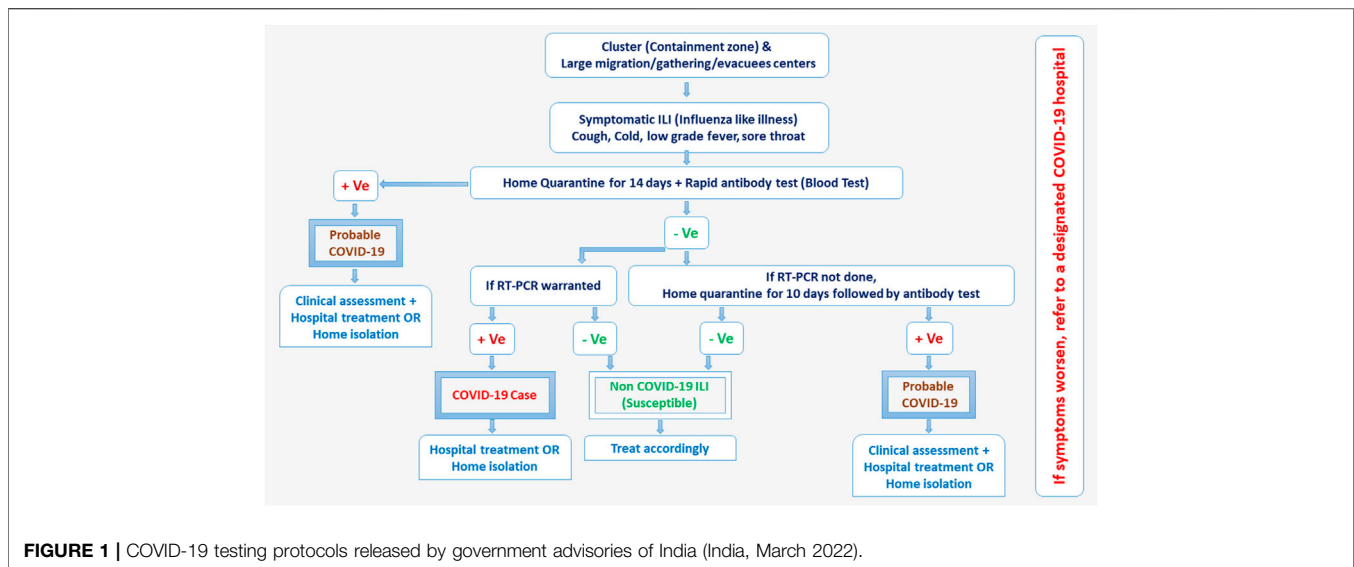 Cluster (Containment zone) &
Large migration/gathering/evacuees centers
Symptomatic ILI (Influenza like illness)
Cough, Cold, low grade fever, sore throat
Home Quarantine for 14 days + Rapid antibody test (Blood Test)
+ Ve
Probable
COVID-19
Clinical assessment +
Hospital treatment OR
Home isolation
- Ve
If RT-PCR warranted
If RT-PCR not done,
Home quarantine for 10 days followed by antibody test
+ Ve
- Ve
- Ve
+ Ve
COVID-19 Case
Non COVID-19 ILI
(Susceptible)
Probable
COVID-19
Hospital treatment OR
Home isolation
Treat accordingly
Clinical assessment +
Hospital treatment OR
Home isolation
If symptoms worsen, refer to a designated COVID-19 hospital
FIGURE 1 | COVID-19 testing protocols released by government advisories of India (India, March 2022).